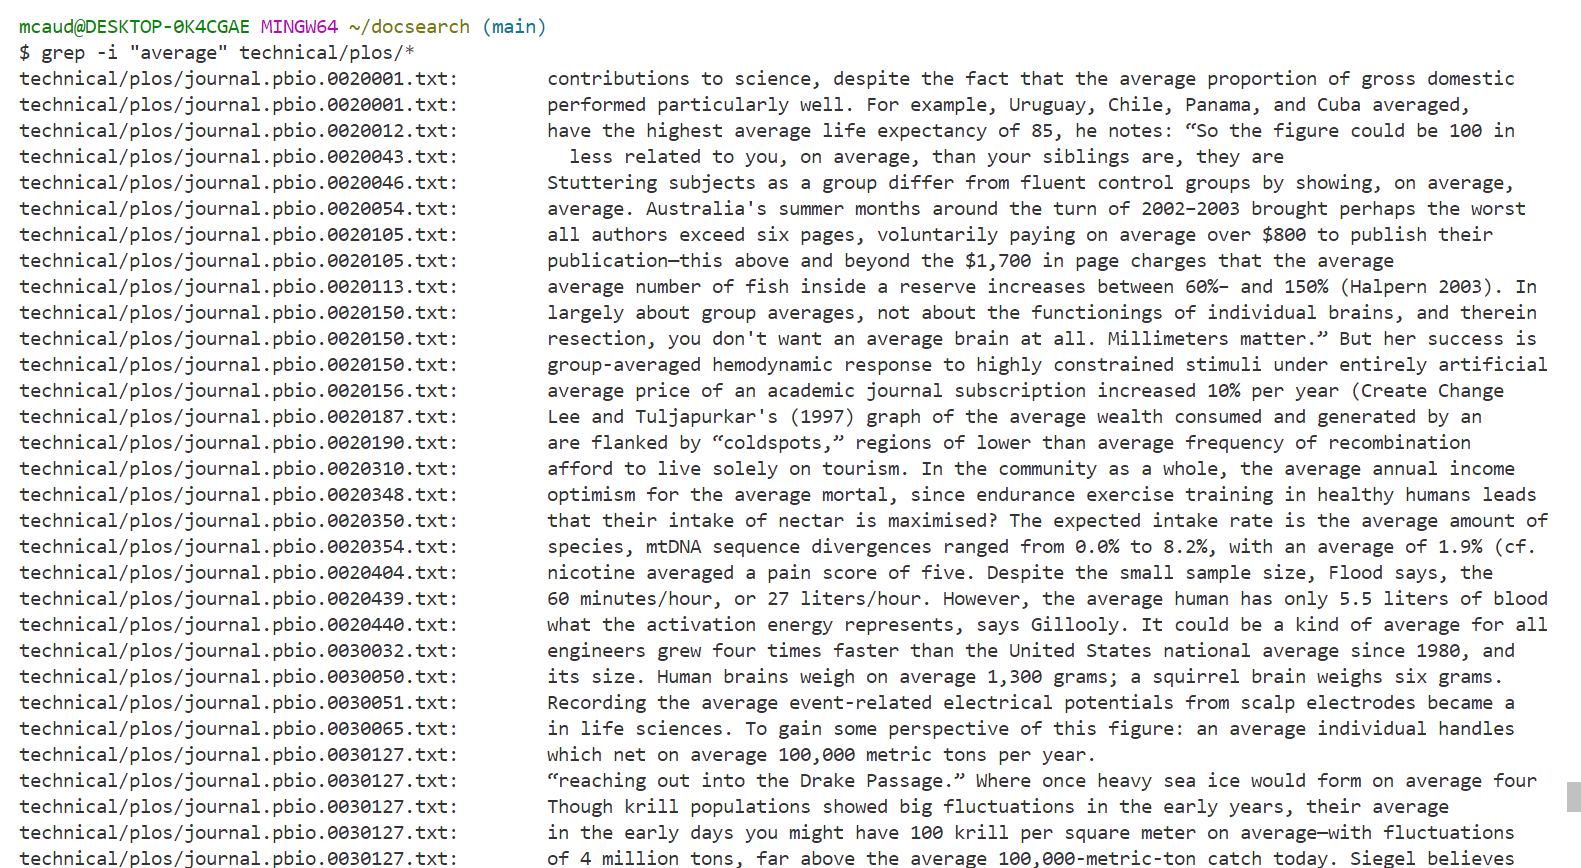 mcaud@DESKTOP-0K4CGAE MINGW64 ~/docsearch (main)
$ grep -i "average" technical/plos/*
technical/plos/journal.pbio.0020001.txt:        contributions to science, despite the fact that the average proportion of gross domestic
technical/plos/journal.pbio.0020001.txt:        performed particularly well. For example, Uruguay, Chile, Panama, and Cuba averaged,
technical/plos/journal.pbio.0020012.txt:        have the highest average life expectancy of 85, he notes: “So the figure could be 100 in
technical/plos/journal.pbio.0020043.txt:          less related to you, on average, than your siblings are, they are
technical/plos/journal.pbio.0020046.txt:        Stuttering subjects as a group differ from fluent control groups by showing, on average,
technical/plos/journal.pbio.0020054.txt:        average. Australia's summer months around the turn of 2002–2003 brought perhaps the worst
technical/plos/journal.pbio.0020105.txt:        all authors exceed six pages, voluntarily paying on average over $800 to publish their
technical/plos/journal.pbio.0020105.txt:        publication—this above and beyond the $1,700 in page charges that the average
technical/plos/journal.pbio.0020113.txt:        average number of fish inside a reserve increases between 60%– and 150% (Halpern 2003). In
technical/plos/journal.pbio.0020150.txt:        largely about group averages, not about the functionings of individual brains, and therein
technical/plos/journal.pbio.0020150.txt:        resection, you don't want an average brain at all. Millimeters matter.” But her success is
technical/plos/journal.pbio.0020150.txt:        group-averaged hemodynamic response to highly constrained stimuli under entirely artificial
technical/plos/journal.pbio.0020156.txt:        average price of an academic journal subscription increased 10% per year (Create Change
technical/plos/journal.pbio.0020187.txt:        Lee and Tuljapurkar's (1997) graph of the average wealth consumed and generated by an
technical/plos/journal.pbio.0020190.txt:        are flanked by “coldspots,” regions of lower than average frequency of recombination
technical/plos/journal.pbio.0020310.txt:        afford to live solely on tourism. In the community as a whole, the average annual income
technical/plos/journal.pbio.0020348.txt:        optimism for the average mortal, since endurance exercise training in healthy humans leads
technical/plos/journal.pbio.0020350.txt:        that their intake of nectar is maximised? The expected intake rate is the average amount of
technical/plos/journal.pbio.0020354.txt:        species, mtDNA sequence divergences ranged from 0.0% to 8.2%, with an average of 1.9% (cf.
technical/plos/journal.pbio.0020404.txt:        nicotine averaged a pain score of five. Despite the small sample size, Flood says, the
technical/plos/journal.pbio.0020439.txt:        60 minutes/hour, or 27 liters/hour. However, the average human has only 5.5 liters of blood
technical/plos/journal.pbio.0020440.txt:        what the activation energy represents, says Gillooly. It could be a kind of average for all
technical/plos/journal.pbio.0030032.txt:        engineers grew four times faster than the United States national average since 1980, and
technical/plos/journal.pbio.0030050.txt:        its size. Human brains weigh on average 1,300 grams; a squirrel brain weighs six grams.
technical/plos/journal.pbio.0030051.txt:        Recording the average event-related electrical potentials from scalp electrodes became a
technical/plos/journal.pbio.0030065.txt:        in life sciences. To gain some perspective of this figure: an average individual handles
technical/plos/journal.pbio.0030127.txt:        which net on average 100,000 metric tons per year.
technical/plos/journal.pbio.0030127.txt:        “reaching out into the Drake Passage.” Where once heavy sea ice would form on average four
technical/plos/journal.pbio.0030127.txt:        Though krill populations showed big fluctuations in the early years, their average
technical/plos/journal.pbio.0030127.txt:        in the early days you might have 100 krill per square meter on average—with fluctuations
technical/plos/journal.pbio.0030127.txt:        of 4 million tons, far above the average 100,000-metric-ton catch today. Siegel believes